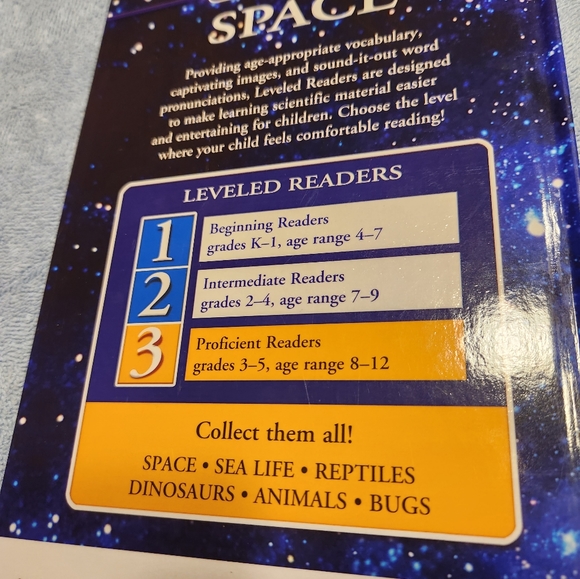 SPACE
Providing age-appropriate vocabulary,
captivating images, and sound-it-out word
pronunciations, Leveled Readers are designed
to make learning scientific material easier
and entertaining for children. Choose the level
where your child feels comfortable reading!
LEVELED READERS
1
Beginning Readers
grades K–1, age range 4–7
2
Intermediate Readers
grades 2–4, age range 7–9
3
Proficient Readers
grades 3–5, age range 8–12
Collect them all!
SPACE • SEA LIFE • REPTILES
DINOSAURS • ANIMALS • BUGS